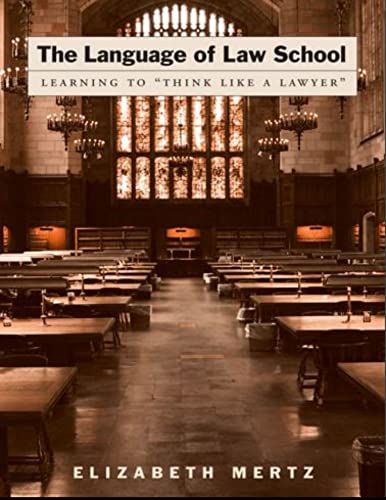 The Language of Law School
LEARNING TO "THINK LIKE A LAWYER"
ELIZABETH MERTZ